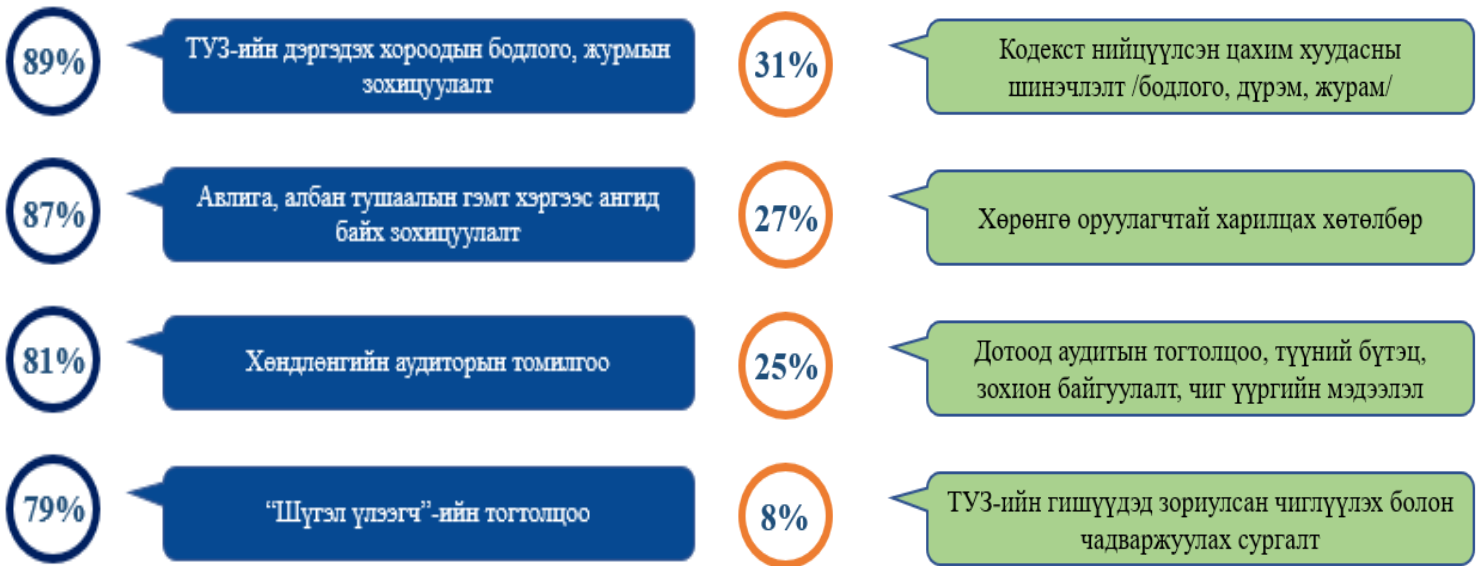 89%
ТУЗ-ийн дэргэдэх хороодын бодлого, журмын
зохицуулалт
31%
Кодекст нийцүүлсэн цахим хуудасны
шинэчлэлт /бодлого, дүрэм, журам/
87%
Авлига, албан тушаалын гэмт хэргээс ангид
байх зохицуулалт
27%
Хөрөнгө оруулагчтай харилцах хөтөлбөр
81%
Хөндлөнгийн аудиторын томилгоо
25%
Дотоод аудитын тогтолцоо, түүний бүтэц,
зохион байгуулалт, чиг үүргийн мэдээлэл
79%
“Шүгэл үлээгч”-ийн тогтолцоо
8%
ТУЗ-ийн гишүүдэд зориулсан чиглүүлэх болон
чадваржуулах сургалт